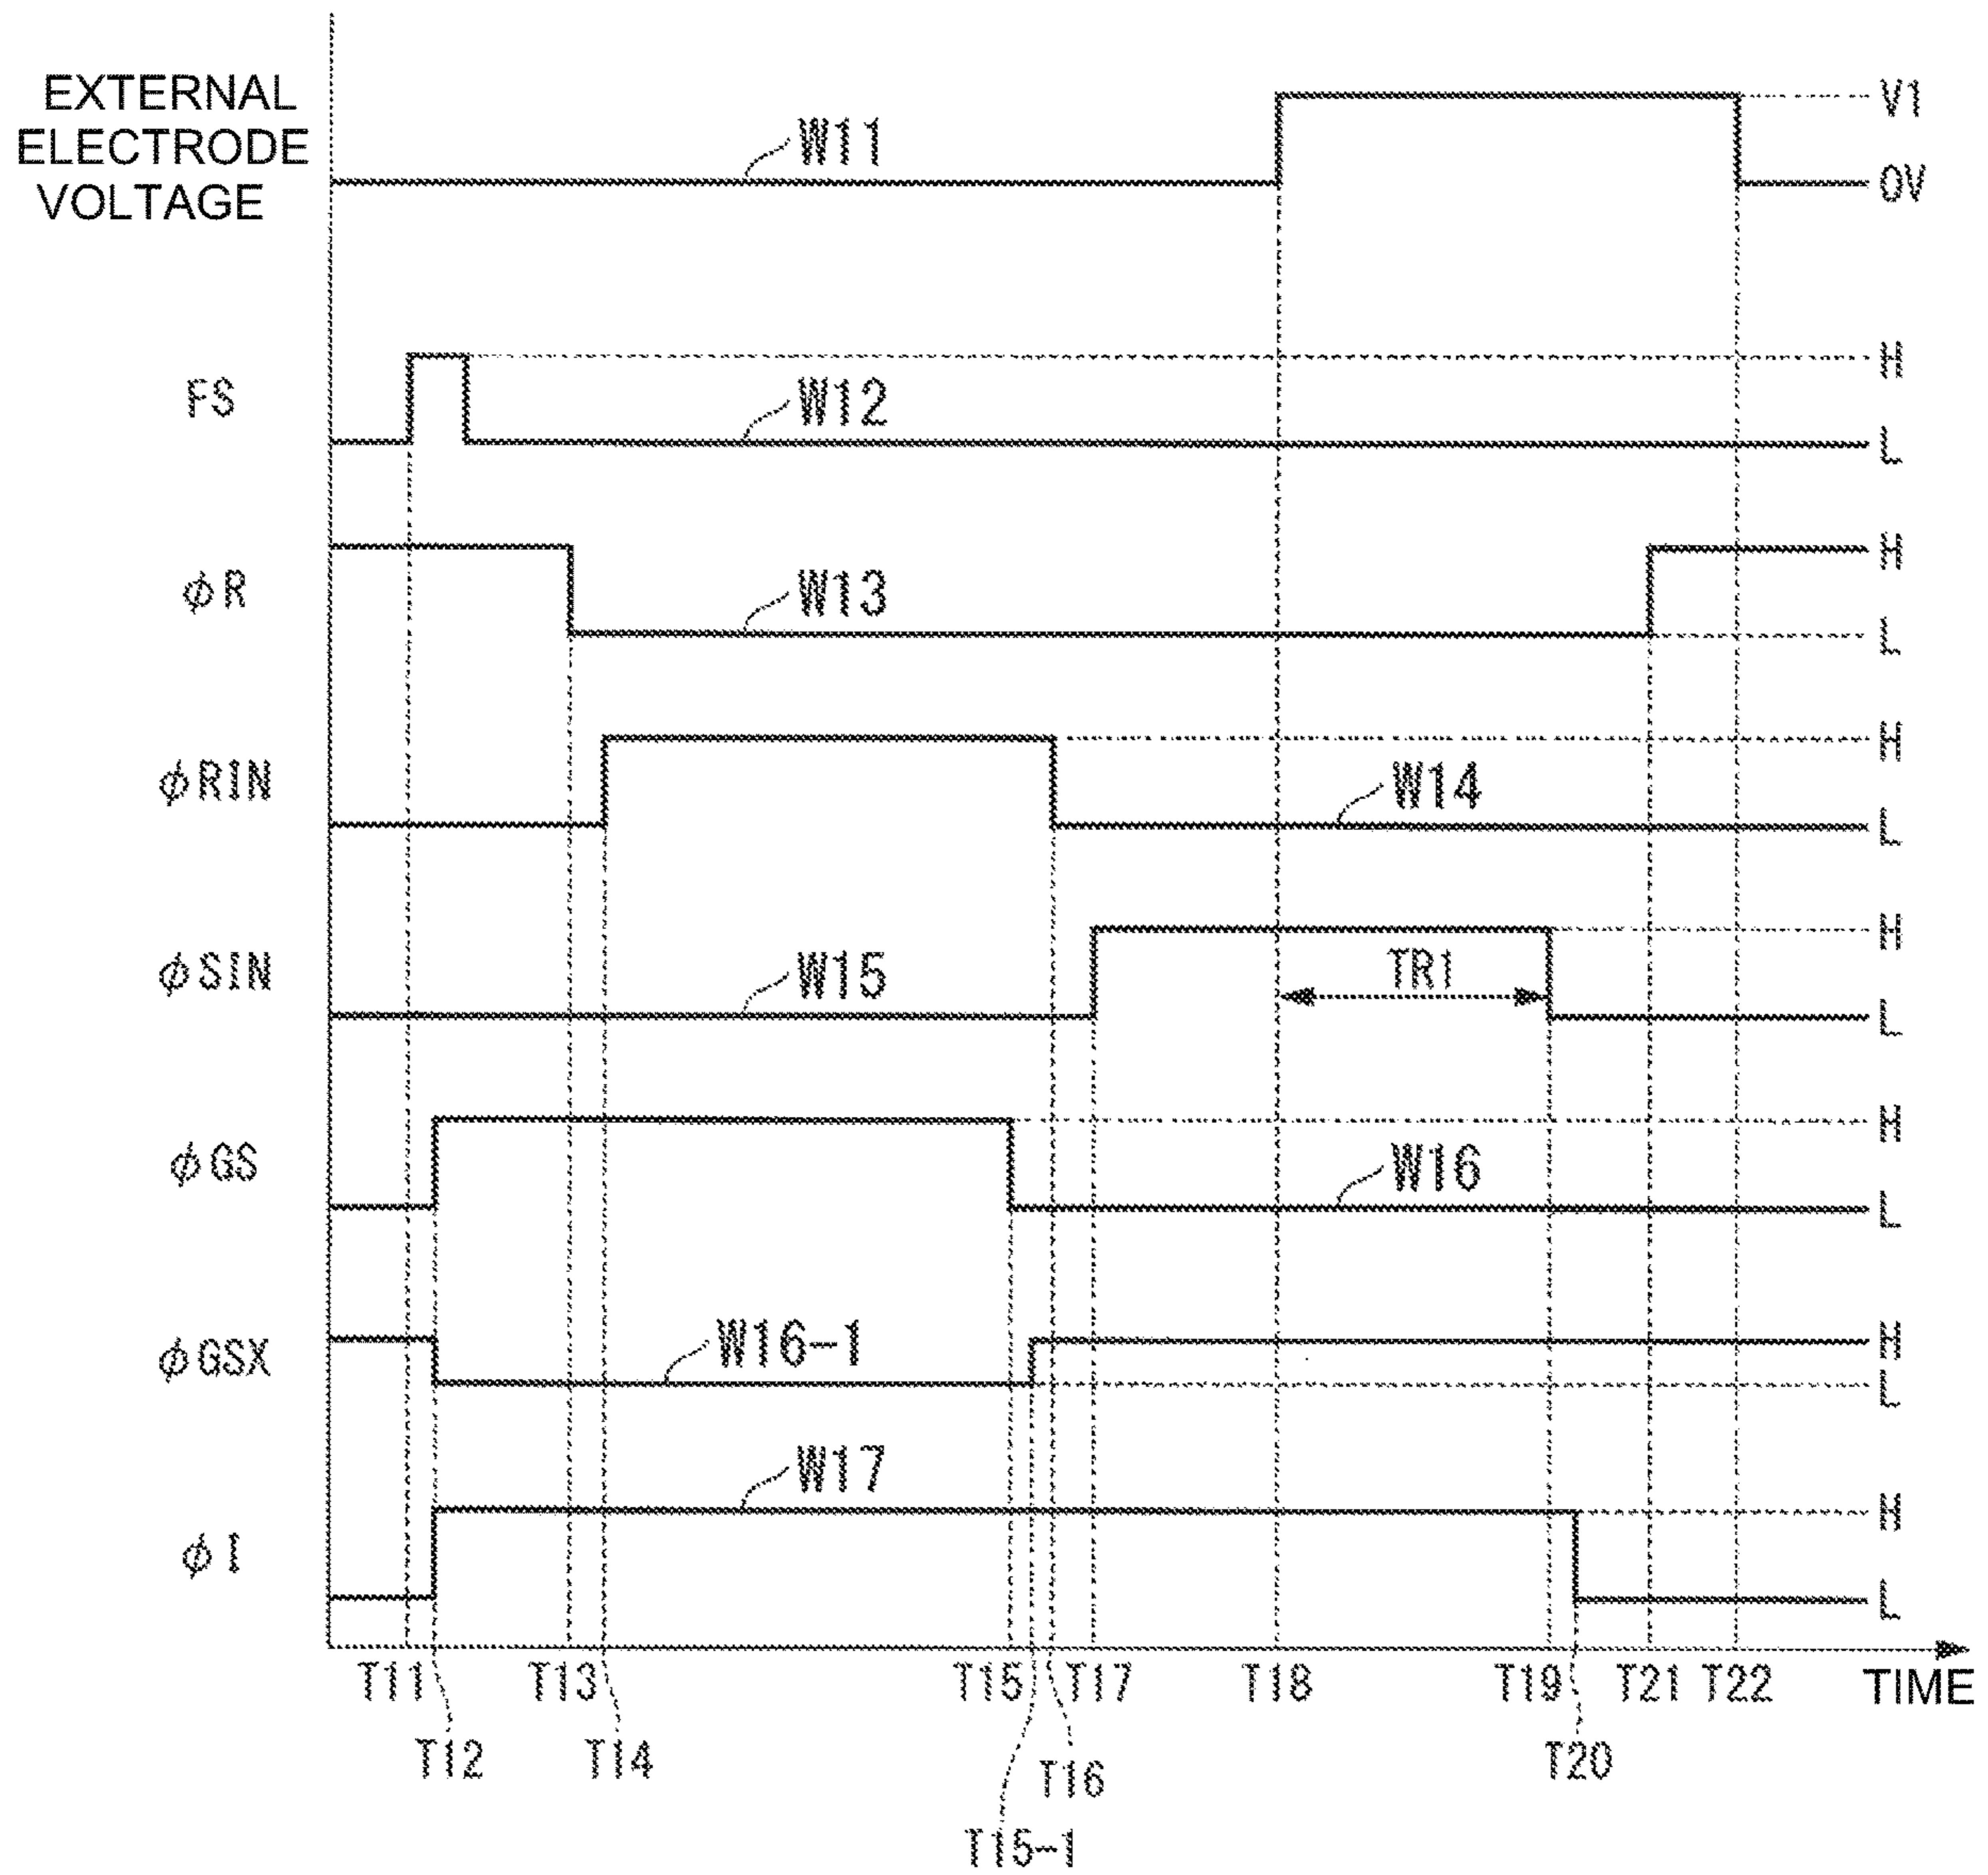 EXTERNAL
ELECTRODE
VOLTAGE
W11
V1
0V
FS
W12
H
L
φR
W13
H
L
φRIN
W14
H
L
φSIN
W15
TR1
H
L
φGS
W16
H
L
φGSX
W16-1
H
L
φI
W17
H
L
T11 T13 T15 T17 T18 T19 T21 T22 TIME
T12 T14 T16 T20
T15-1